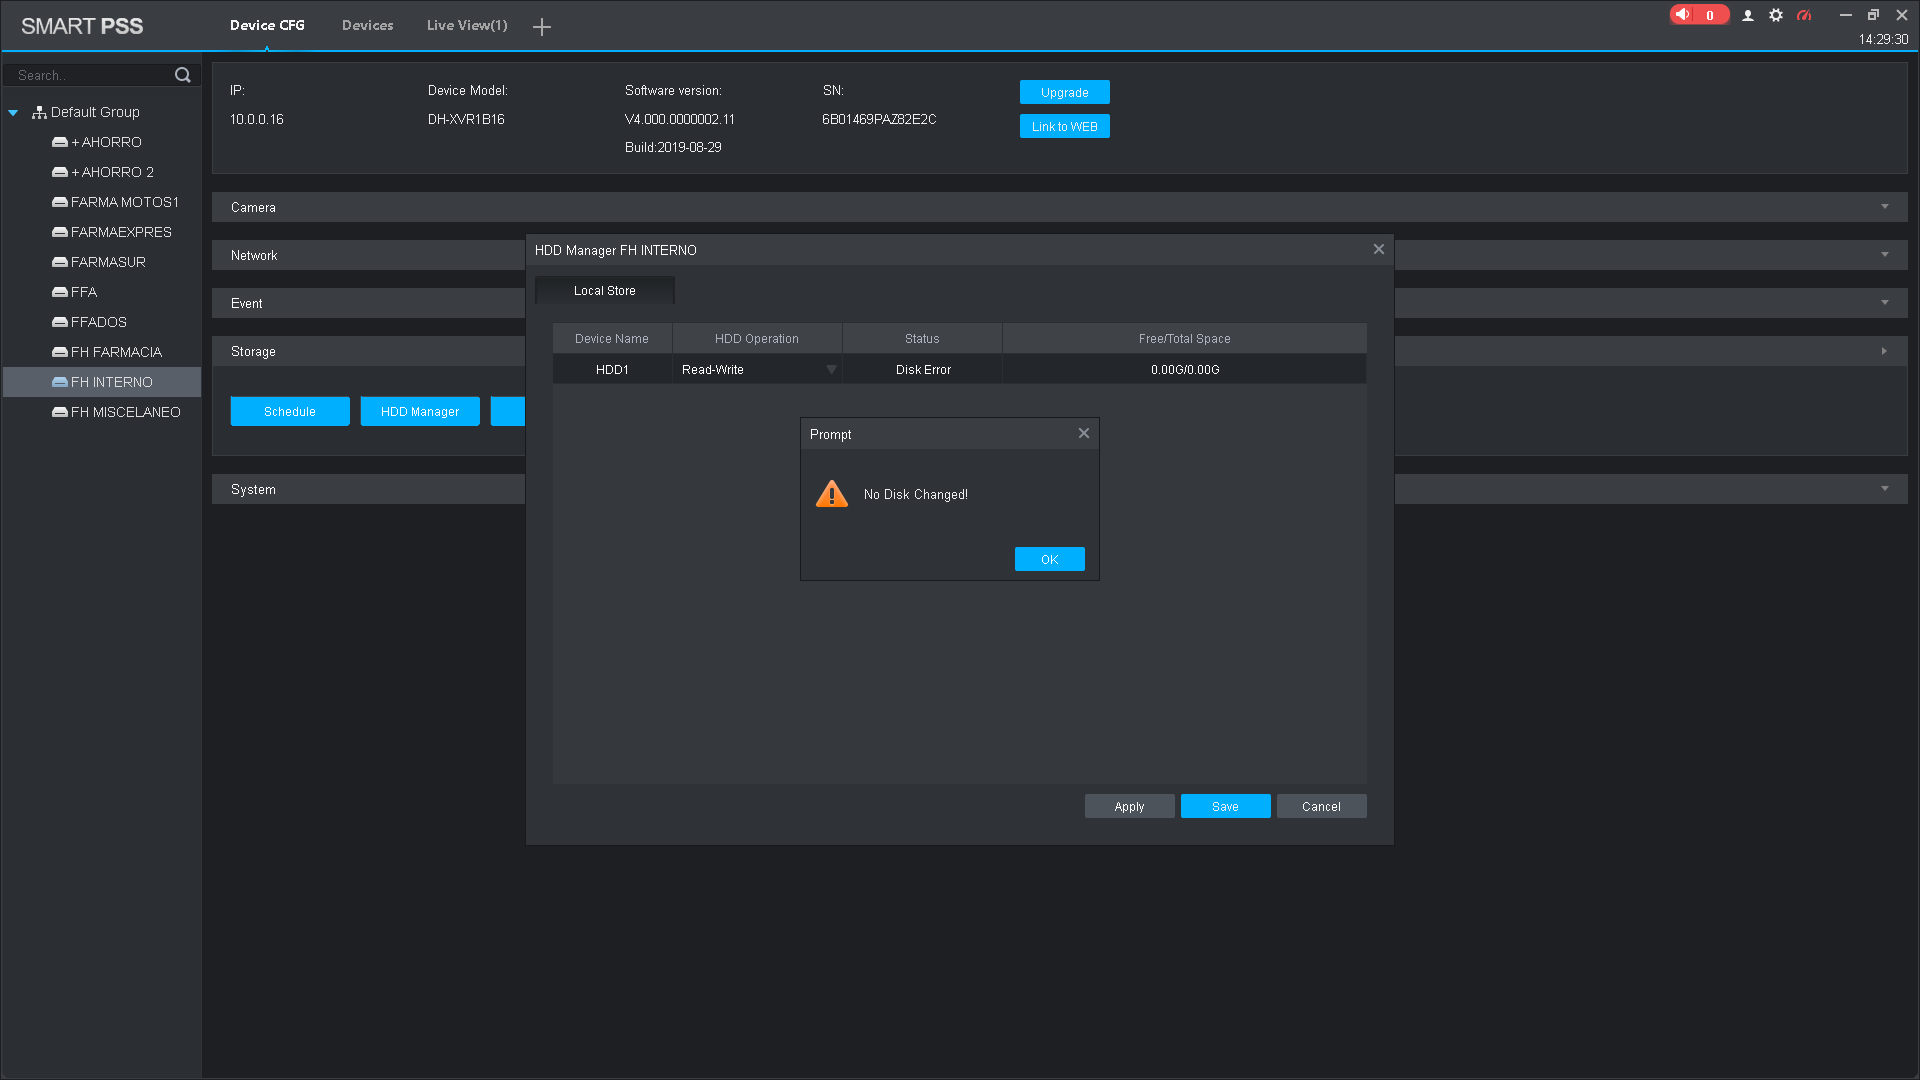 SMART PSS
Device CFG
Devices
Live View(1)
0
14:29:30
Search..
Default Group
+ AHORRO
+ AHORRO 2
FARMA MOTOS1
FARMAEXPRES
FARMASUR
FFA
FFADOS
FH FARMACIA
FH INTERNO
FH MISCELANEO
IP:
Device Model:
Software version:
SN:
Upgrade
10.0.0.16
DH-XVR1B16
V4.000.0000002.11
6B01469PAZ82E2C
Link to WEB
Build:2019-08-29
Camera
Network
Event
Storage
Schedule
HDD Manager
System
HDD Manager FH INTERNO
Local Store
Device Name
HDD Operation
Status
Free/Total Space
HDD1
Read-Write
Disk Error
0.00G/0.00G
Prompt
No Disk Changed!
OK
Apply
Save
Cancel